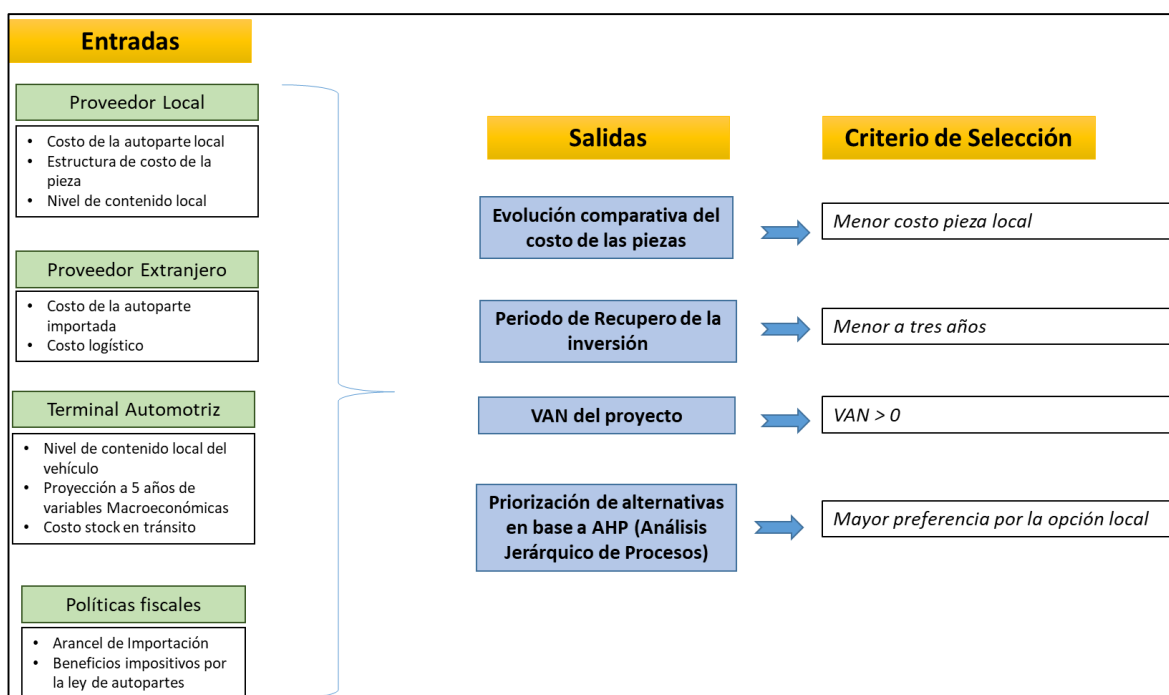 Entradas
Proveedor Local
• Costo de la autoparte local
• Estructura de costo de la
pieza
• Nivel de contenido local
Proveedor Extranjero
• Costo de la autoparte
importada
• Costo logístico
Terminal Automotriz
• Nivel de contenido local del
vehículo
• Proyección a 5 años de
variables Macroeconómicas
• Costo stock en tránsito
Políticas fiscales
• Arancel de Importación
• Beneficios impositivos por
la ley de autopartes
Salidas
Criterio de Selección
Evolución comparativa del
costo de las piezas
Menor costo pieza local
Periodo de Recupero de la
inversión
Menor a tres años
VAN del proyecto
VAN > 0
Priorización de alternativas
en base a AHP (Análisis
Jerárquico de Procesos)
Mayor preferencia por la opción local